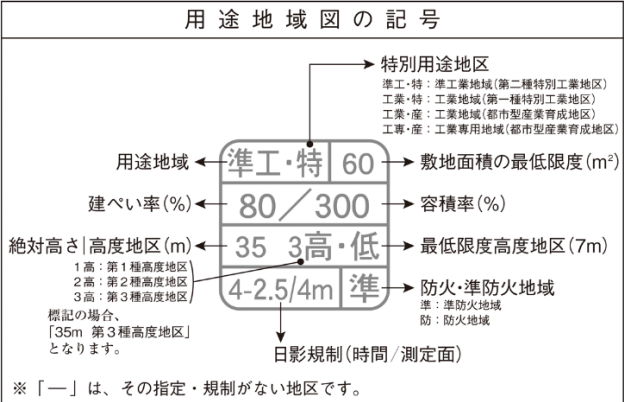 用途地域図の記号
特別用途地区
準工・特：準工業地域(第二種特別工業地区)
工業・特：工業地域(第一種特別工業地区)
工業・産：工業地域(都市型産業育成地区)
工専・産：工業専用地域(都市型産業育成地区)
用途地域
準工・特
60
敷地面積の最低限度(㎡)
建ぺい率(%)
80／300
容積率(%)
絶対高さ|高度地区(m)
35 3高・低
最低限度高度地区(7m)
1高：第1種高度地区
2高：第2種高度地区
3高：第3種高度地区
標記の場合、
「35m 第３種高度地区」
となります。
4-2.5/4m
準
防火・準防火地域
準：準防火地域
防：防火地域
日影規制(時間/測定面)
※「―」は、その指定・規制がない地区です。